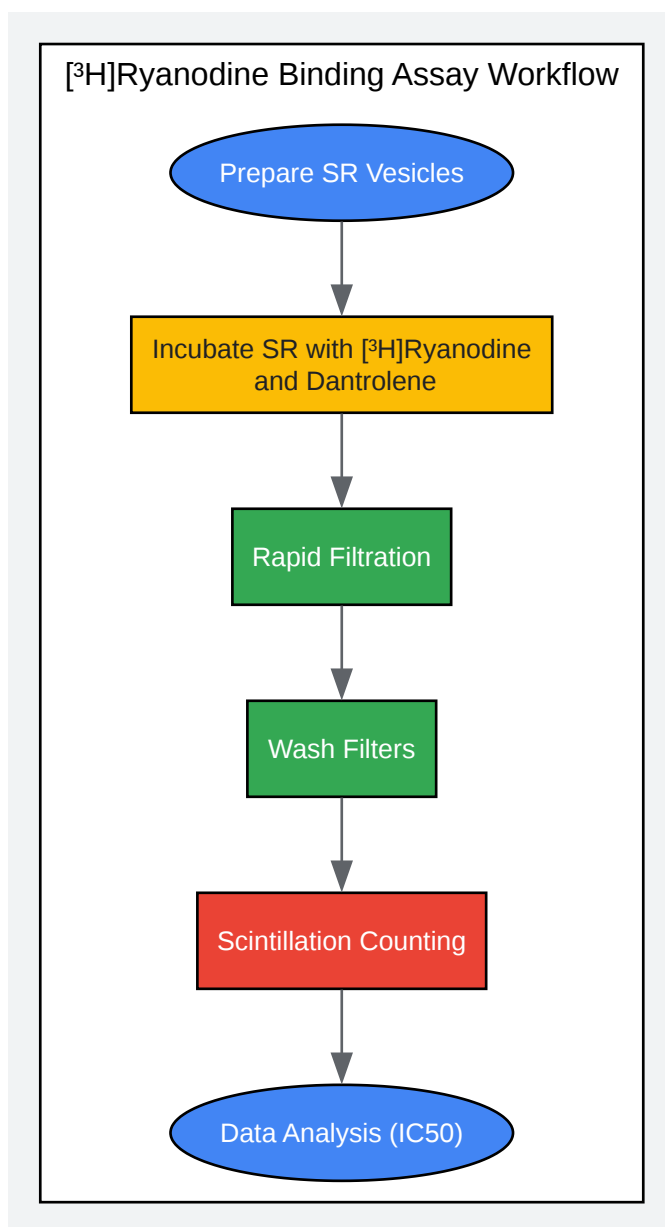 [³H]Ryanodine Binding Assay Workflow
Prepare SR Vesicles
Incubate SR with [³H]Ryanodine
and Dantrolene
Rapid Filtration
Wash Filters
Scintillation Counting
Data Analysis (IC50)